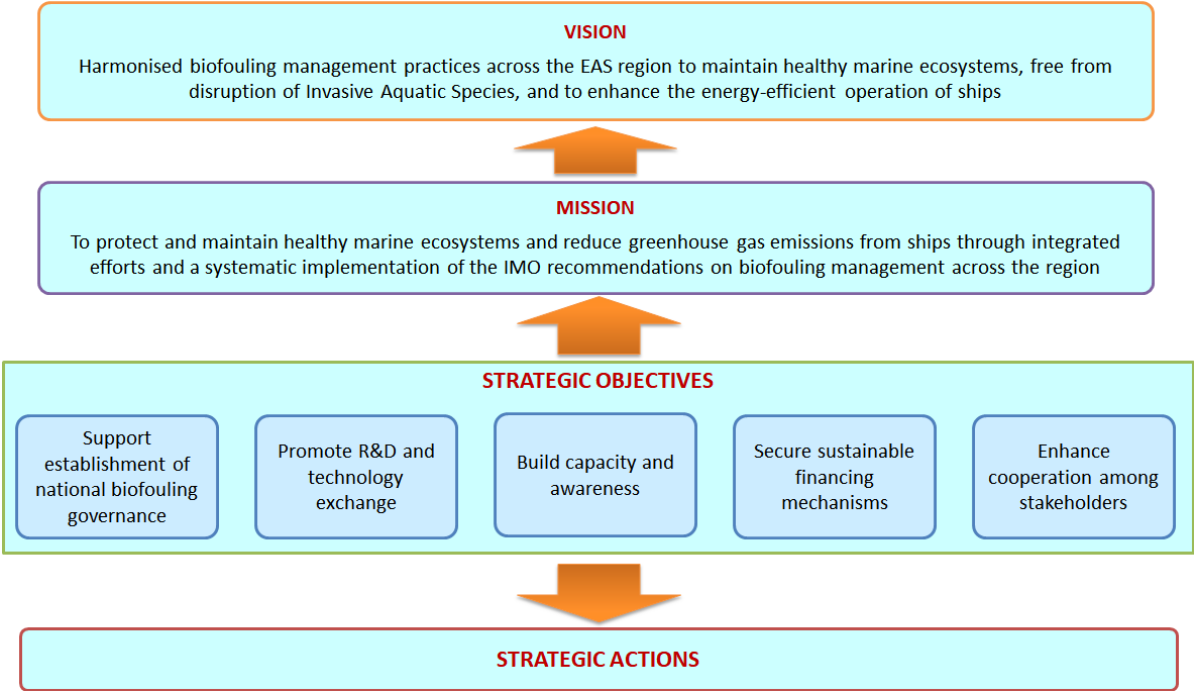 VISION
Harmonised biofouling management practices across the EAS region to maintain healthy marine ecosystems, free from
disruption of Invasive Aquatic Species, and to enhance the energy-efficient operation of ships
MISSION
To protect and maintain healthy marine ecosystems and reduce greenhouse gas emissions from ships through integrated
efforts and a systematic implementation of the IMO recommendations on biofouling management across the region
STRATEGIC OBJECTIVES
Support
establishment of
national biofouling
governance
Promote R&D and
technology
exchange
Build capacity and
awareness
Secure sustainable
financing
mechanisms
Enhance
cooperation among
stakeholders
STRATEGIC ACTIONS